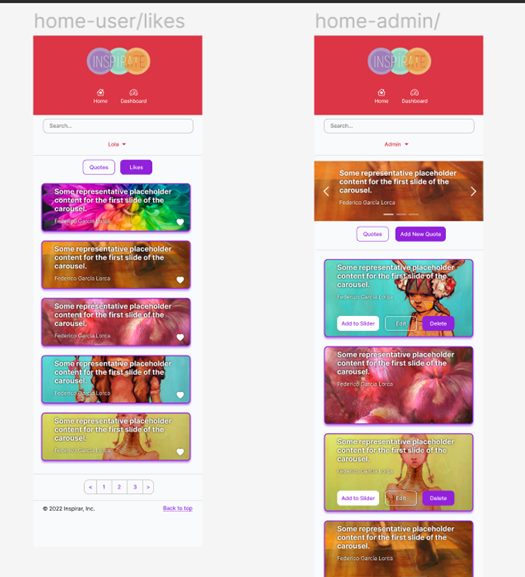 home-user/likes
INSPIRATE
Home Dashboard
Search...
Lola
Quotes Likes
Some representative placeholder
content for the first slide of the
carousel.
Federico García Lorca
Some representative placeholder
content for the first slide of the
carousel.
Federico García Lorca
Some representative placeholder
content for the first slide of the
carousel.
Federico García Lorca
Some representative placeholder
content for the first slide of the
carousel.
Federico García Lorca
Some representative placeholder
content for the first slide of the
carousel.
Federico García Lorca
< 1 2 3 >
© 2022 Inspirar, Inc. Back to top
home-admin/
INSPIRATE
Home Dashboard
Search...
Admin
Some representative placeholder
content for the first slide of the
carousel.
Federico García Lorca
Quotes Add New Quote
Some representative placeholder
content for the first slide of the
carousel.
Federico García Lorca
Add to Slider Edit Delete
Some representative placeholder
content for the first slide of the
carousel.
Federico García Lorca
Some representative placeholder
content for the first slide of the
carousel.
Federico García Lorca
Add to Slider Edit Delete
Some representative placeholder
content for the first slide of the
carousel.
Federico García Lorca